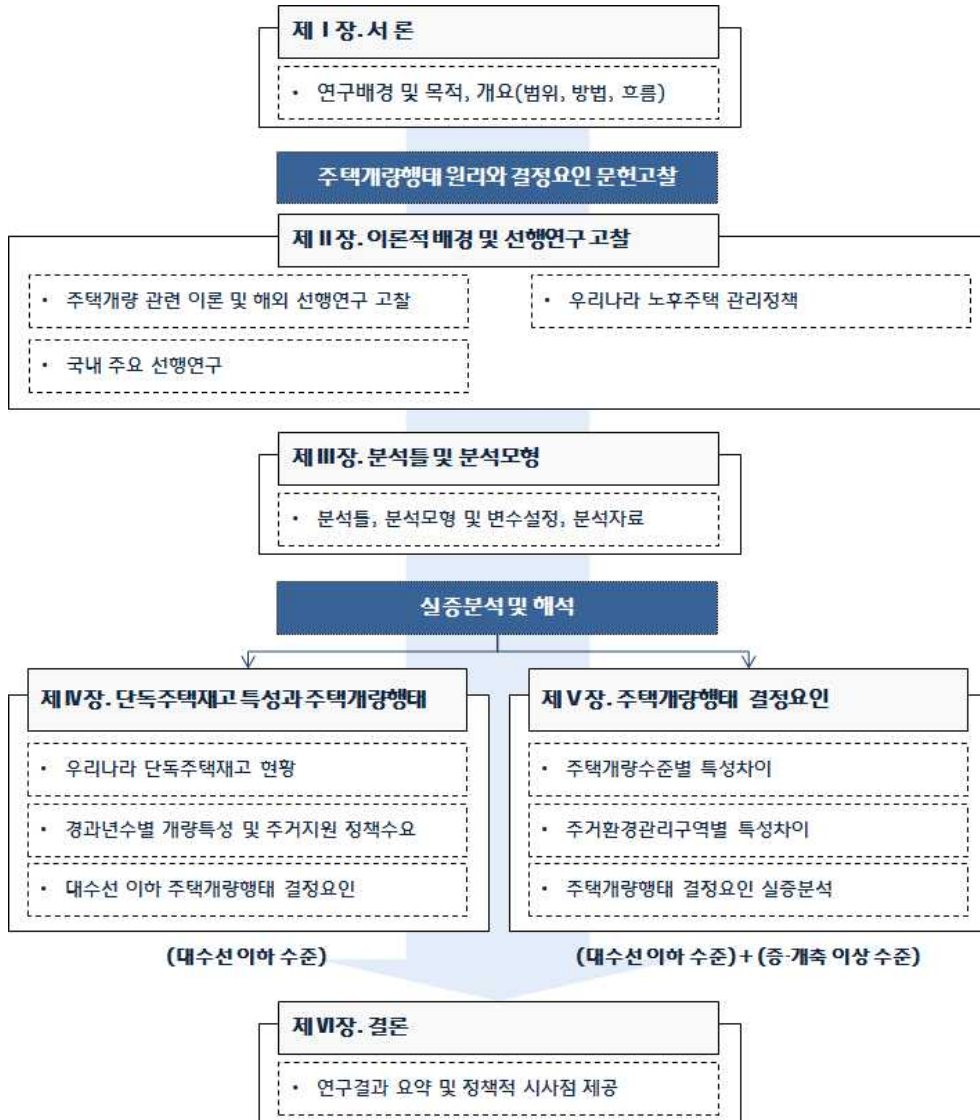 제 I 장. 서 론
• 연구배경 및 목적, 개요(범위, 방법, 흐름)
주택개량행태 원리와 결정요인 문헌고찰
제 II 장. 이론적 배경 및 선행연구 고찰
• 주택개량 관련 이론 및 해외 선행연구 고찰
• 우리나라 노후주택 관리정책
• 국내 주요 선행연구
제 III장. 분석틀 및 분석모형
• 분석틀, 분석모형 및 변수설정, 분석자료
실증분석 및 해석
제 IV장. 단독주택재고 특성과 주택개량행태
• 우리나라 단독주택재고 현황
• 경과년수별 개량특성 및 주거지원 정책수요
• 대수선 이하 주택개량행태 결정요인
(대수선 이하 수준)
제 V 장. 주택개량행태 결정요인
• 주택개량수준별 특성차이
• 주거환경관리구역별 특성차이
• 주택개량행태 결정요인 실증분석
(대수선 이하 수준) + (증·개축 이상 수준)
제 VI장. 결론
• 연구결과 요약 및 정책적 시사점 제공